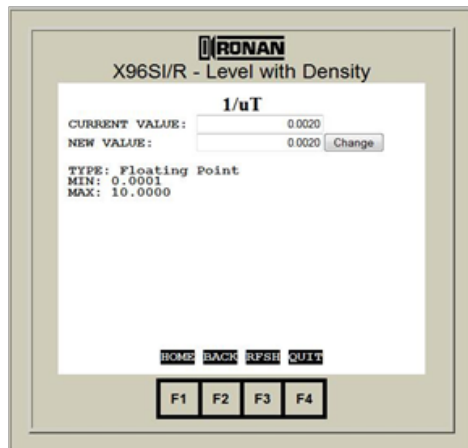 RONAN
X96SI/R - Level with Density
1/uT
CURRENT VALUE: 0.0020
NEW VALUE: 0.0020 Change
TYPE: Floating Point
MIN: 0.0001
MAX: 10.0000
HOME BACK RFSH QUIT
F1 F2 F3 F4